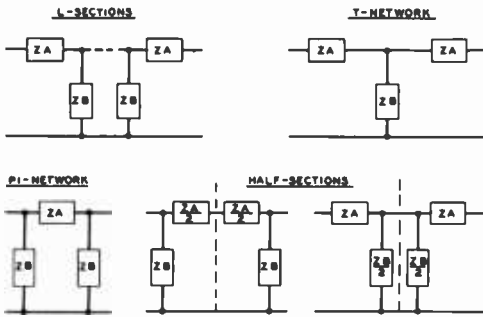 L-SECTIONS
T-NETWORK
ZA
ZA
ZA
ZA
ZB
ZB
ZB
PI-NETWORK
HALF-SECTIONS
ZA
ZA
2
ZA
2
ZA
ZA
ZB
ZB
ZB
ZB
ZB
2
ZB
2